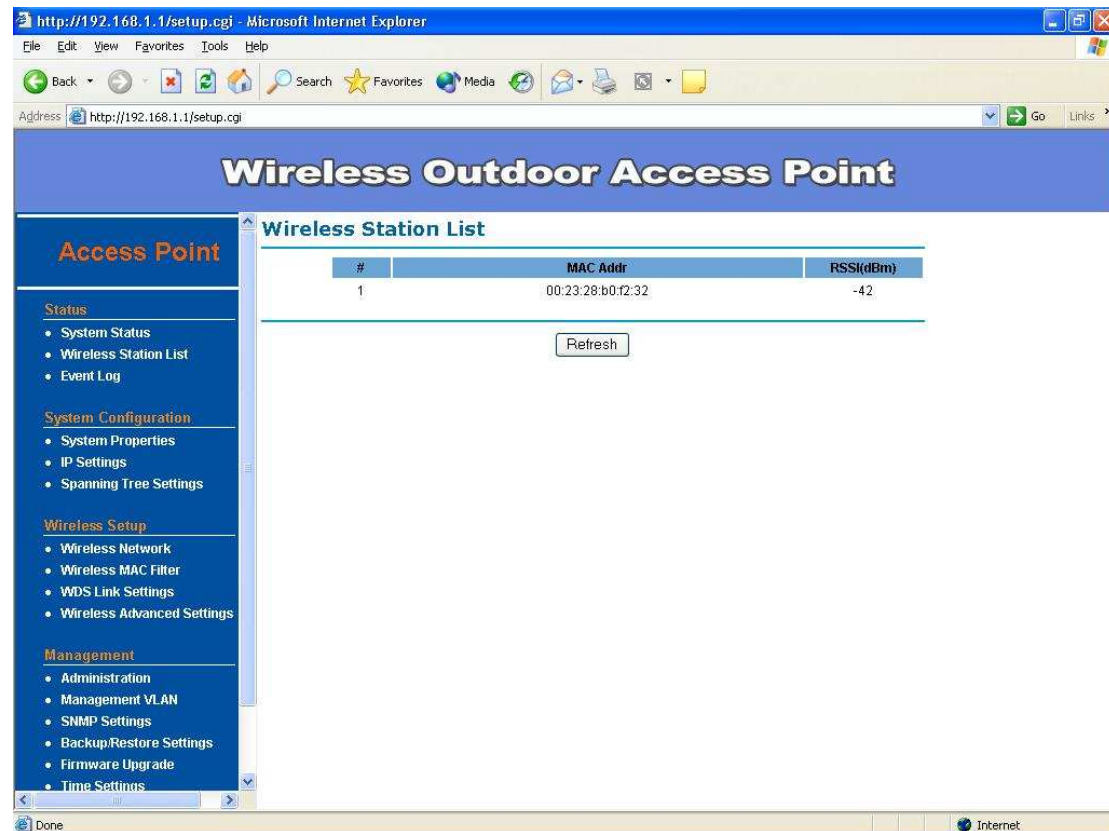 http://192.168.1.1/setup.cgi - Microsoft Internet Explorer
File Edit View Favorites Tools Help
Back Search Favorites Media
Address http://192.168.1.1/setup.cgi Go Links
Wireless Outdoor Access Point
Access Point
Status
System Status
Wireless Station List
Event Log
System Configuration
System Properties
IP Settings
Spanning Tree Settings
Wireless Setup
Wireless Network
Wireless MAC Filter
WDS Link Settings
Wireless Advanced Settings
Management
Administration
Management VLAN
SNMP Settings
Backup/Restore Settings
Firmware Upgrade
Time Settings
Wireless Station List
# MAC Addr RSSI(dBm)
1 00:23:28:b0:f2:32 -42
Refresh
Done Internet